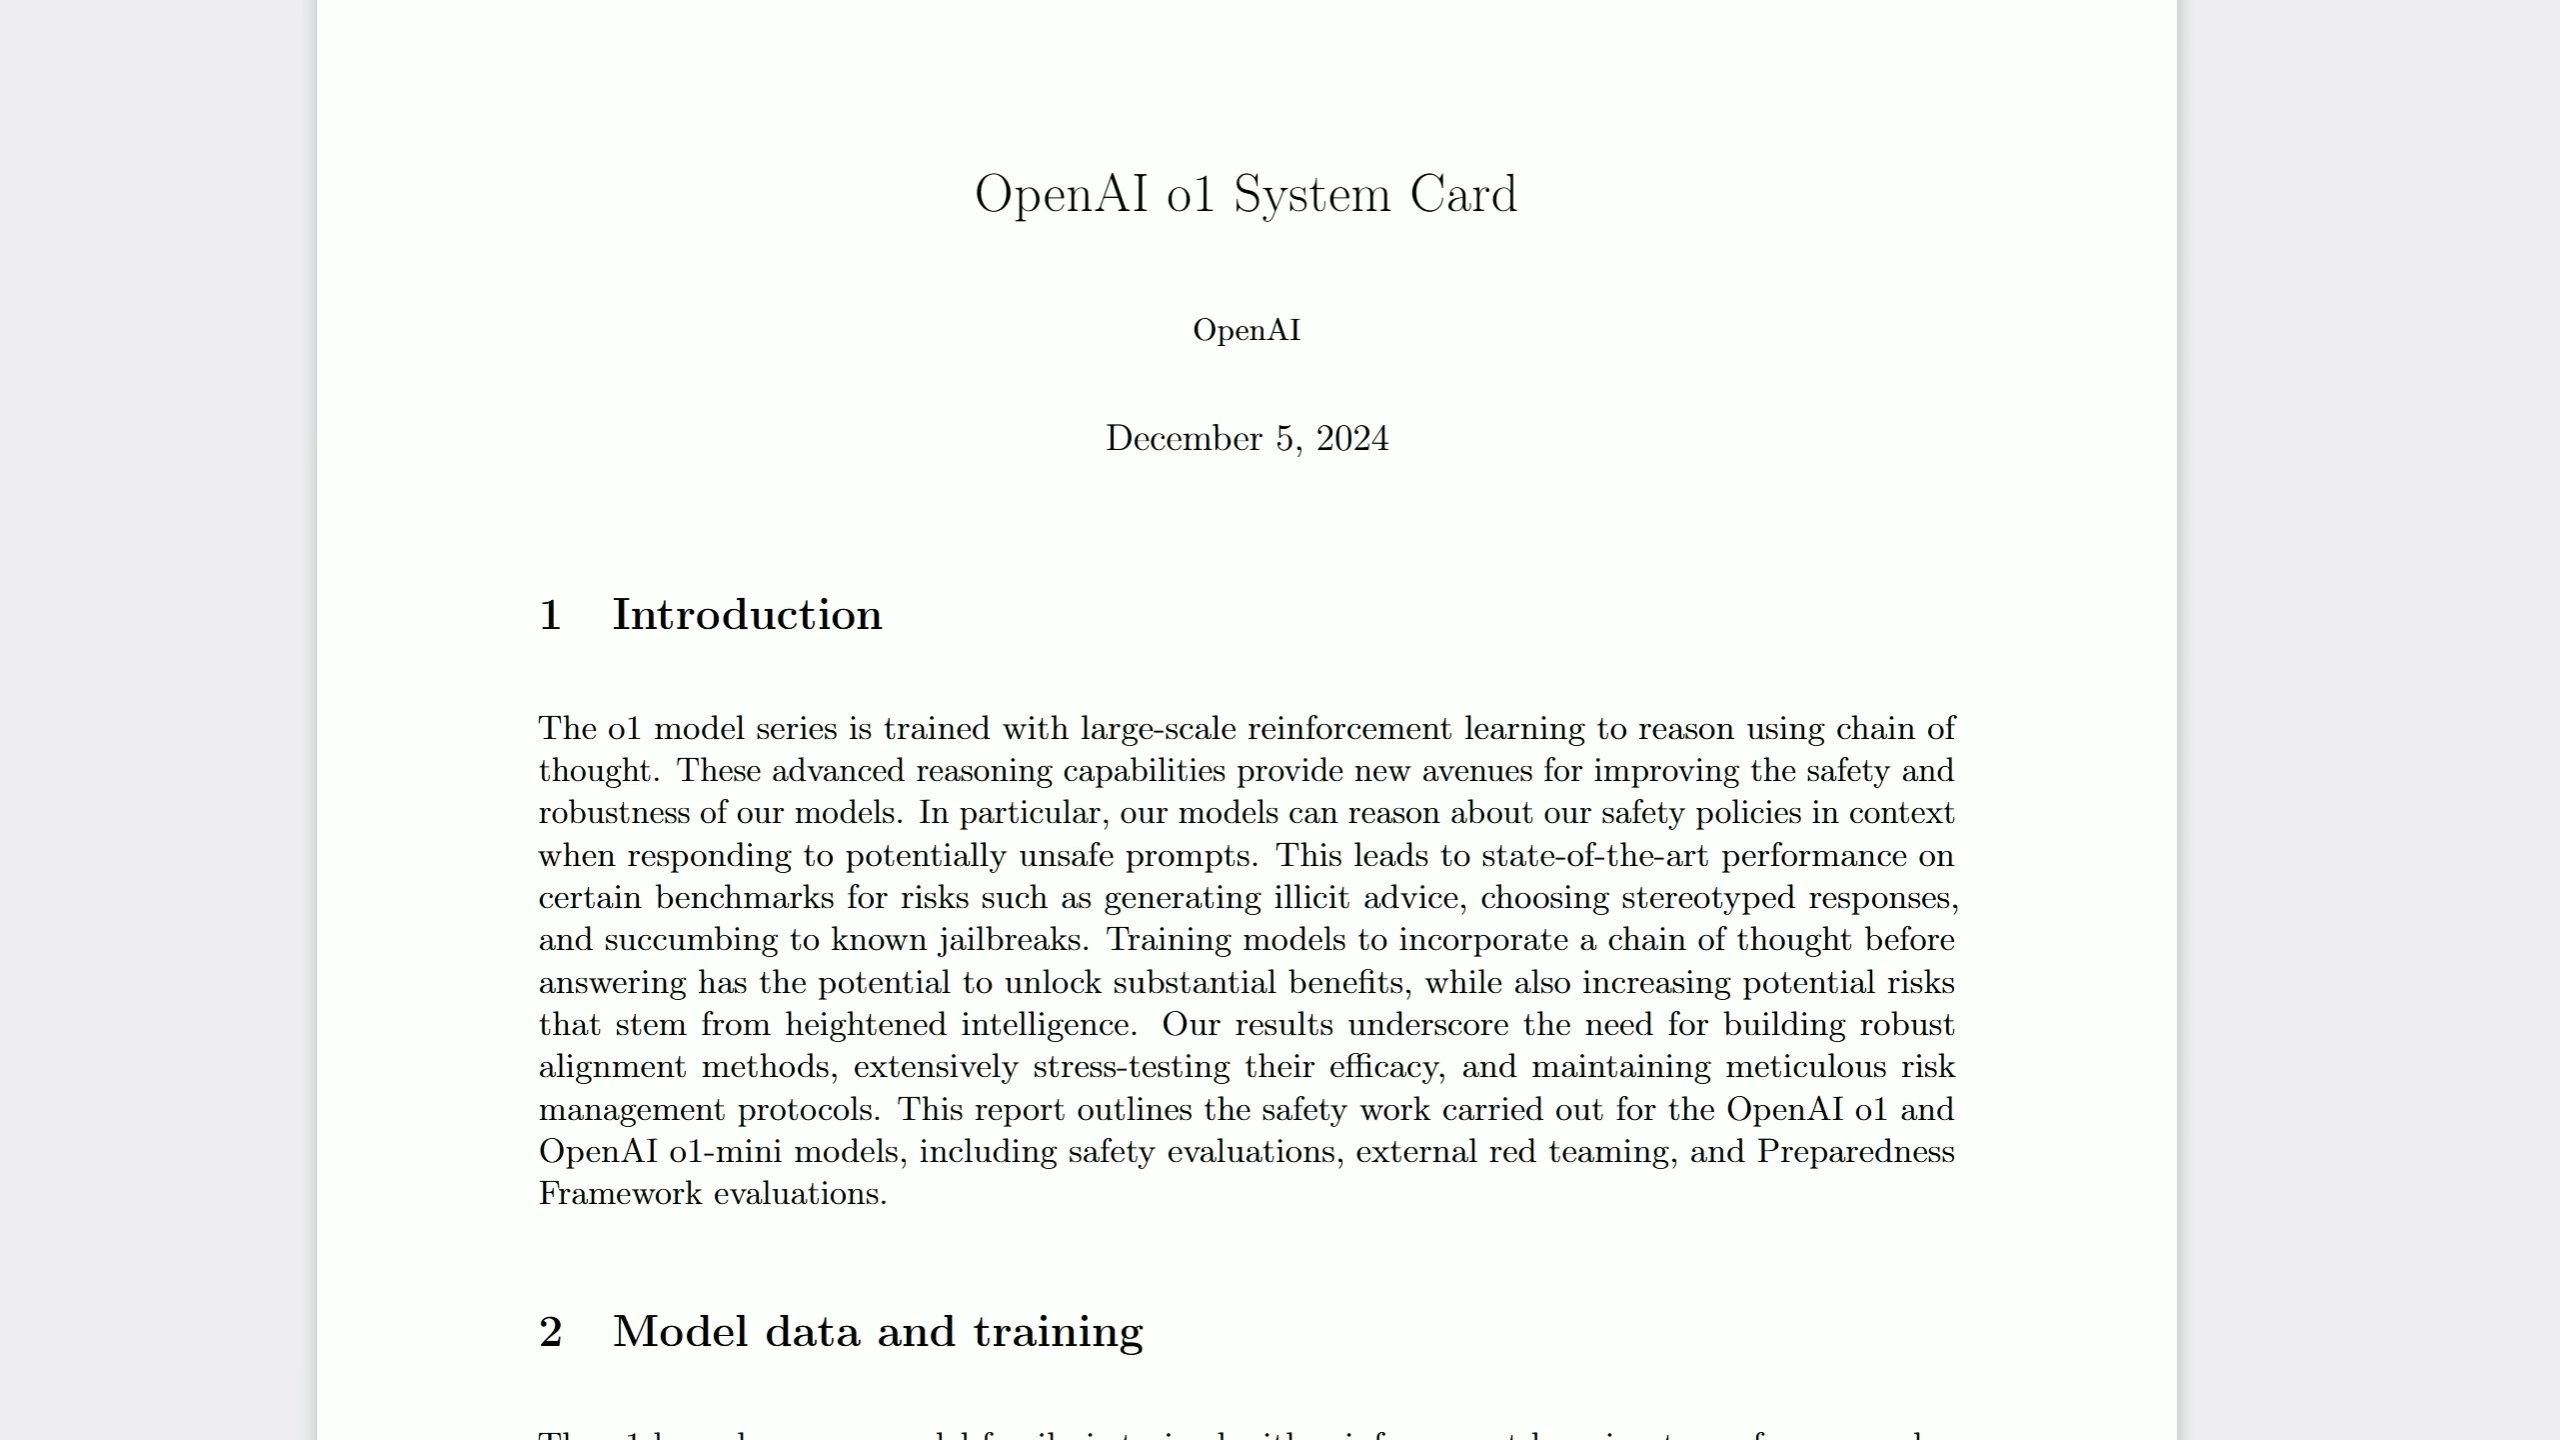 OpenAI o1 System Card
OpenAI
December 5, 2024
1 Introduction
The o1 model series is trained with large-scale reinforcement learning to reason using chain of
thought. These advanced reasoning capabilities provide new avenues for improving the safety and
robustness of our models. In particular, our models can reason about our safety policies in context
when responding to potentially unsafe prompts. This leads to state-of-the-art performance on
certain benchmarks for risks such as generating illicit advice, choosing stereotyped responses,
and succumbing to known jailbreaks. Training models to incorporate a chain of thought before
answering has the potential to unlock substantial benefits, while also increasing potential risks
that stem from heightened intelligence. Our results underscore the need for building robust
alignment methods, extensively stress-testing their efficacy, and maintaining meticulous risk
management protocols. This report outlines the safety work carried out for the OpenAI o1 and
OpenAI o1-mini models, including safety evaluations, external red teaming, and Preparedness
Framework evaluations.
2 Model data and training